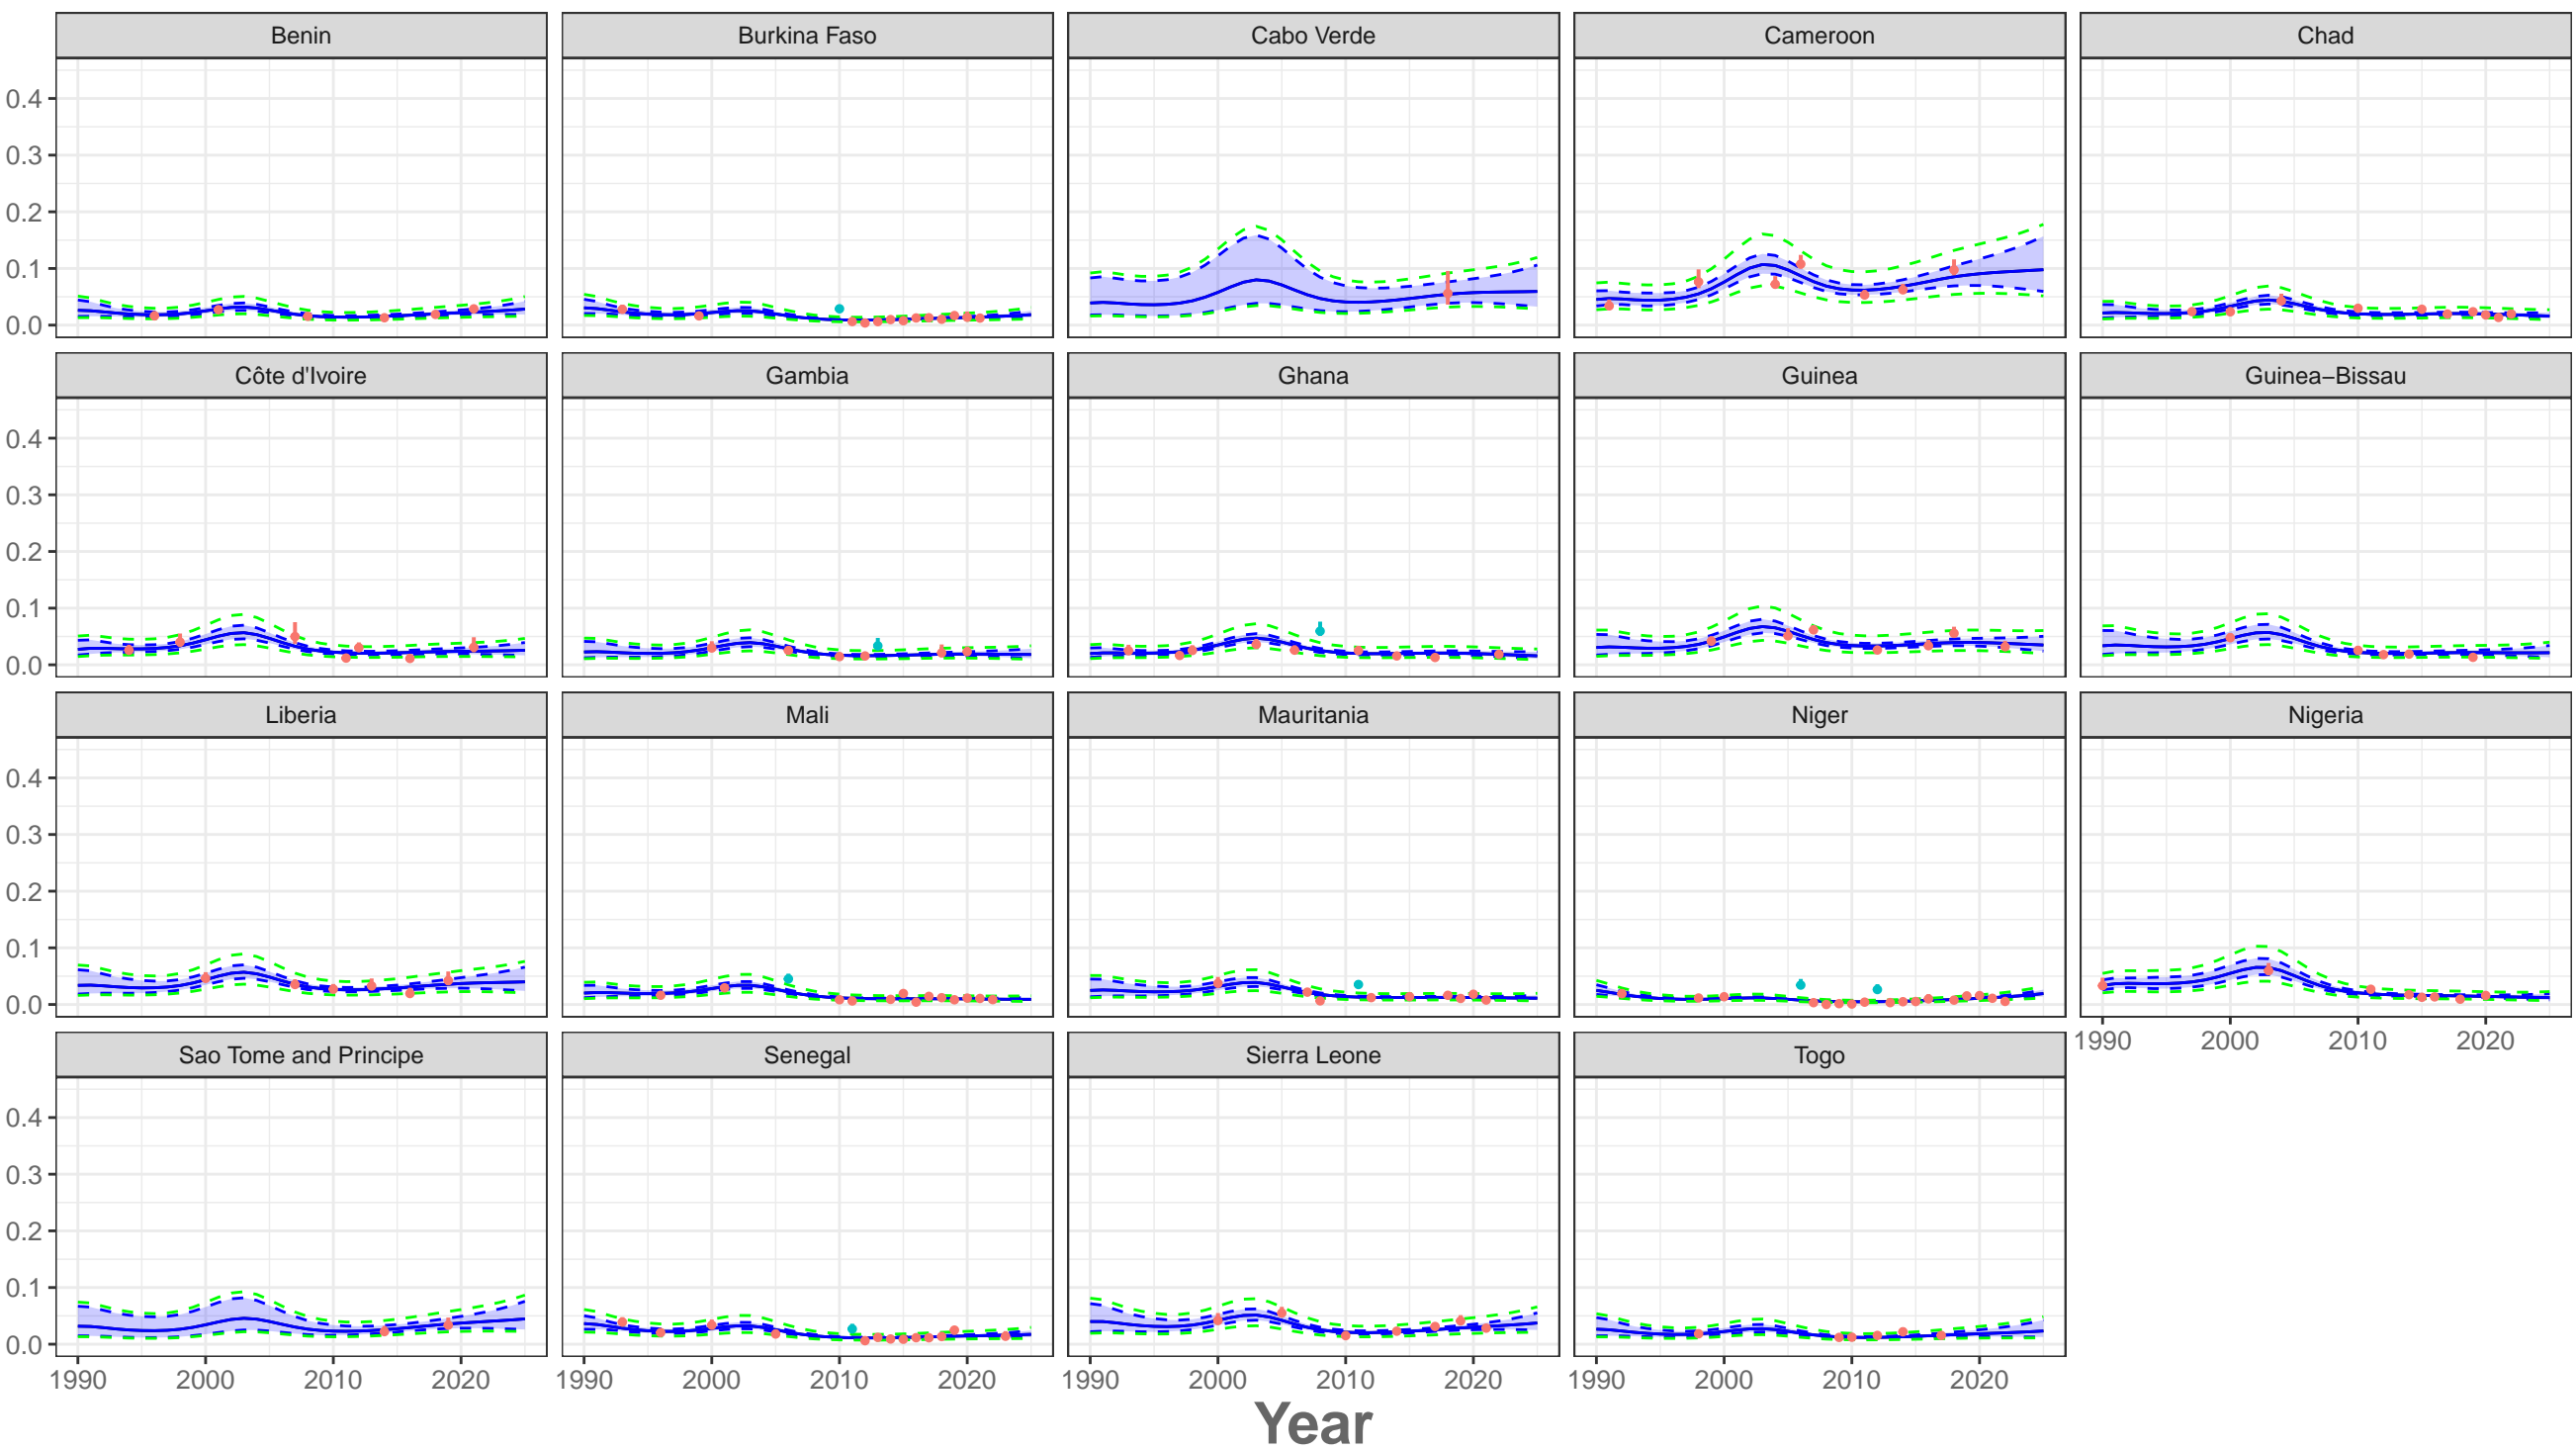 Benin Burkina Faso Cabo Verde Cameroon Chad
0.4
0.3
0.2
0.1
0.0
Côte d'Ivoire Gambia Ghana Guinea Guinea−Bissau
0.4
0.3
0.2
0.1
0.0
Liberia Mali Mauritania Niger Nigeria
0.4
0.3
0.2
0.1
0.0
1990 2000 2010 2020
Sao Tome and Principe Senegal Sierra Leone Togo
0.4
0.3
0.2
0.1
0.0
1990 2000 2010 2020 1990 2000 2010 2020 1990 2000 2010 2020 1990 2000 2010 2020
Year